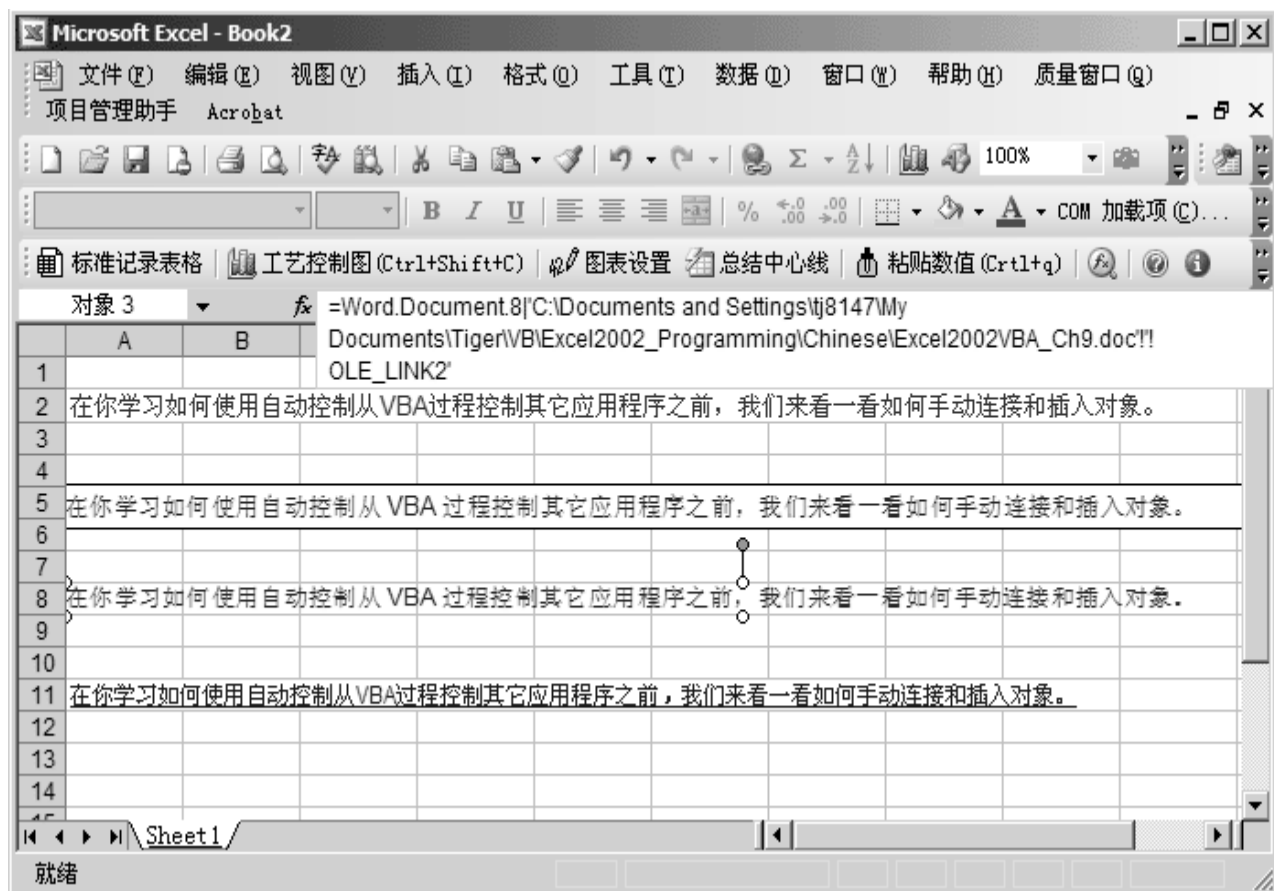 Microsoft Excel - Book2
文件(F) 编辑(E) 视图(V) 插入(I) 格式(O) 工具(T) 数据(D) 窗口(W) 帮助(H) 质量窗口(Q)
项目管理助手 Acrobat
100%
B I U % COM 加载项(C)...
标准记录表格 工艺控制图(Ctrl+Shift+C) 图表设置 总结中心线 粘贴数值(Crtl+q)
对象 3 fx =Word.Document.8|'C:\Documents and Settings\tj8147\My
Documents\Tiger\VB\Excel2002_Programming\Chinese\Excel2002VBA_Ch9.doc'!'!
OLE_LINK2'
A B
1
2 在你学习如何使用自动控制从VBA过程控制其它应用程序之前，我们来看一看如何手动连接和插入对象。
3
4
5 在你学习如何使用自动控制从 VBA 过程控制其它应用程序之前，我们来看一看如何手动连接和插入对象。
6
7
8 在你学习如何使用自动控制从 VBA 过程控制其它应用程序之前，我们来看一看如何手动连接和插入对象。
9
10
11 在你学习如何使用自动控制从VBA过程控制其它应用程序之前，我们来看一看如何手动连接和插入对象。
12
13
14
Sheet1
就绪